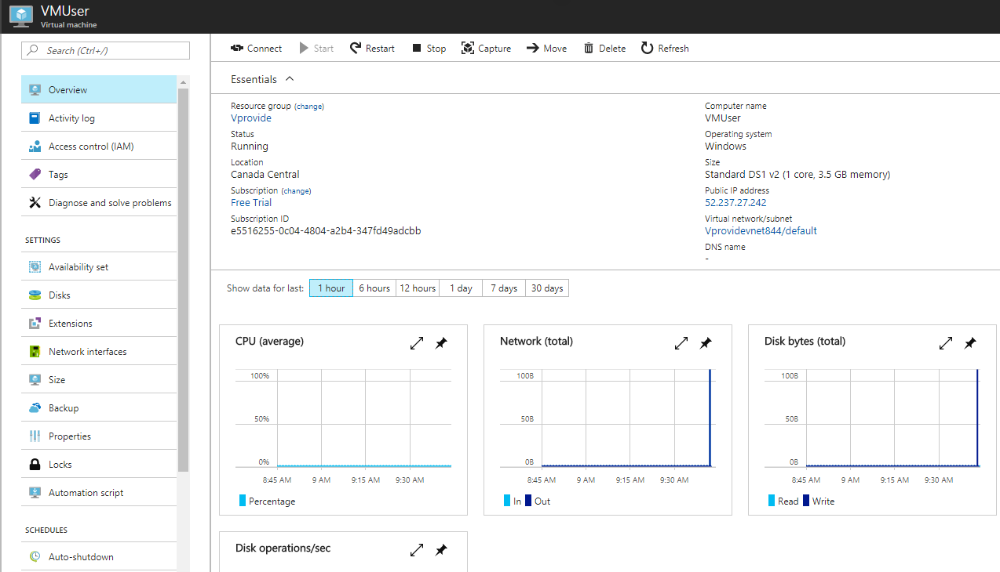 VMUser
Virtual machine
Search (Ctrl+/)
Overview
Activity log
Access control (IAM)
Tags
Diagnose and solve problems
SETTINGS
Availability set
Disks
Extensions
Network interfaces
Size
Backup
Properties
Locks
Automation script
SCHEDULES
Auto-shutdown
Connect Start Restart Stop Capture Move Delete Refresh
Essentials
Resource group (change)
Vprovide
Status
Running
Location
Canada Central
Subscription (change)
Free Trial
Subscription ID
e5516255-0c04-4804-a2b4-347fd49adcbb
Computer name
VMUser
Operating system
Windows
Size
Standard DS1 v2 (1 core, 3.5 GB memory)
Public IP address
52.237.27.242
Virtual network/subnet
Vprovidevnet844/default
DNS name
-
Show data for last: 1 hour 6 hours 12 hours 1 day 7 days 30 days
CPU (average)
100%
50%
0%
8:45 AM 9 AM 9:15 AM 9:30 AM
Percentage
Network (total)
100B
50B
0B
8:45 AM 9 AM 9:15 AM 9:30 AM
In Out
Disk bytes (total)
100B
50B
0B
8:45 AM 9 AM 9:15 AM 9:30 AM
Read Write
Disk operations/sec